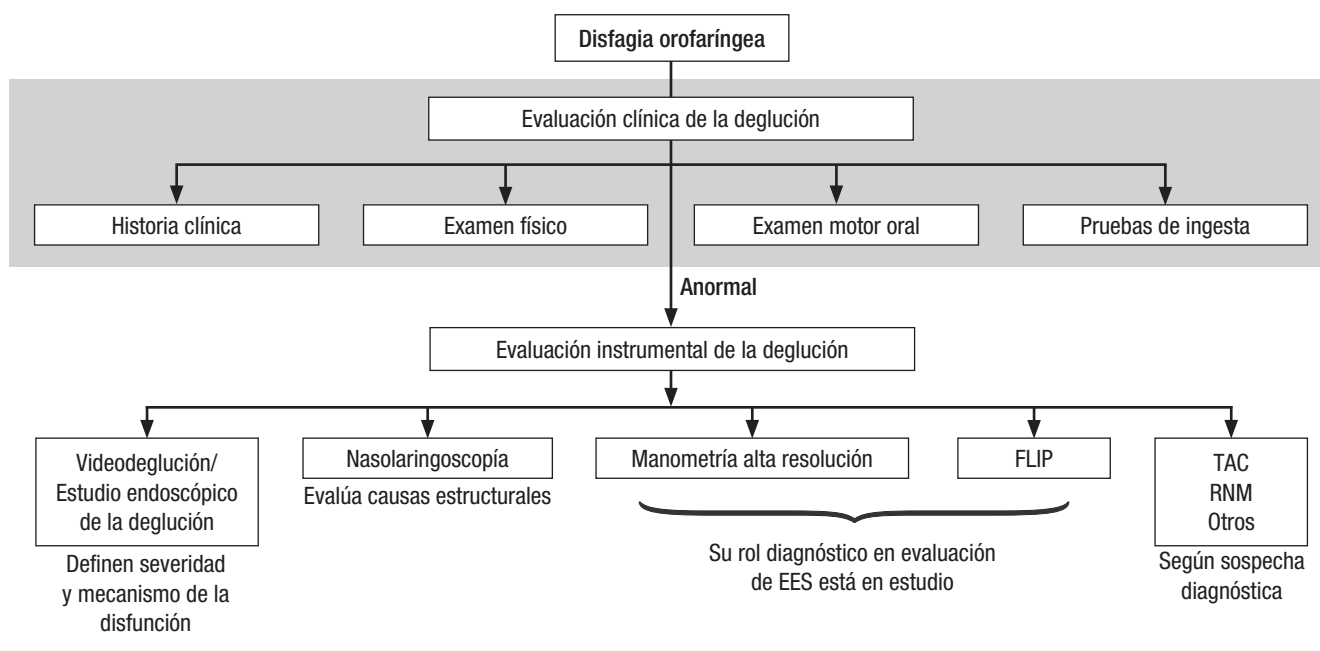 Disfagia orofaríngea
Evaluación clínica de la deglución
Historia clínica
Examen físico
Examen motor oral
Pruebas de ingesta
Anormal
Evaluación instrumental de la deglución
Videodeglución/
Estudio endoscópico
de la deglución
Definen severidad
y mecanismo de la
disfunción
Nasolaringoscopía
Evalúa causas estructurales
Manometría alta resolución
FLIP
Su rol diagnóstico en evaluación
de EES está en estudio
TAC
RNM
Otros
Según sospecha
diagnóstica